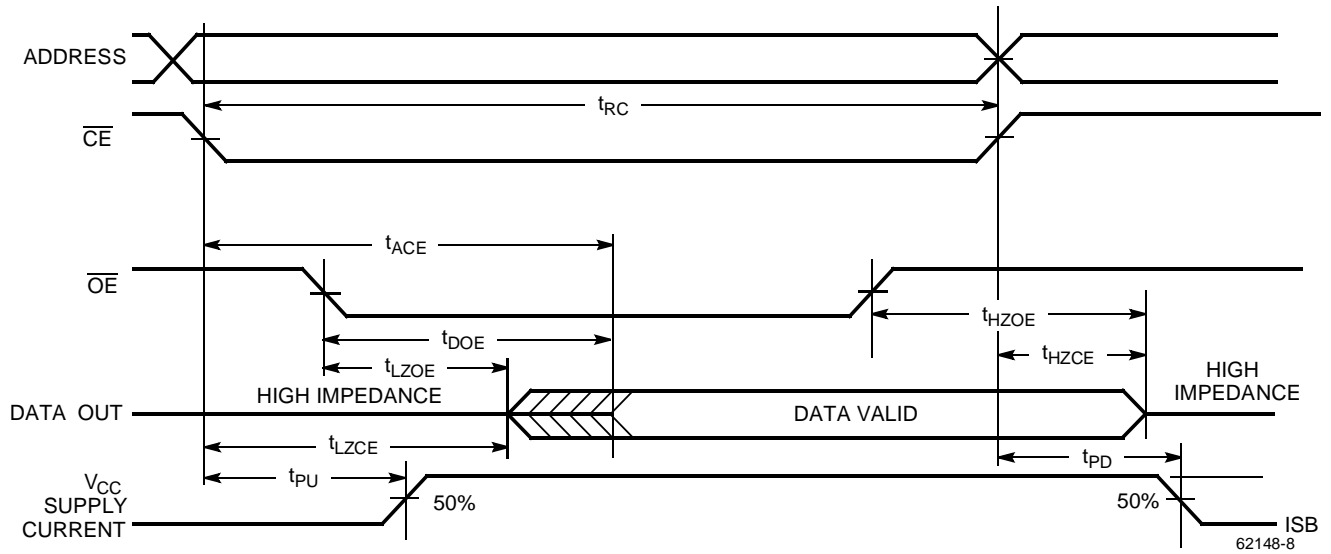 ADDRESS
tRC
CE
tACE
OE
tHZOE
tDOE
tHZCE
tLZOE
HIGH IMPEDANCE
HIGH
IMPEDANCE
DATA OUT
DATA VALID
tLZCE
tPD
tPU
VCC
SUPPLY
CURRENT
50%
50%
ISB
62148-8